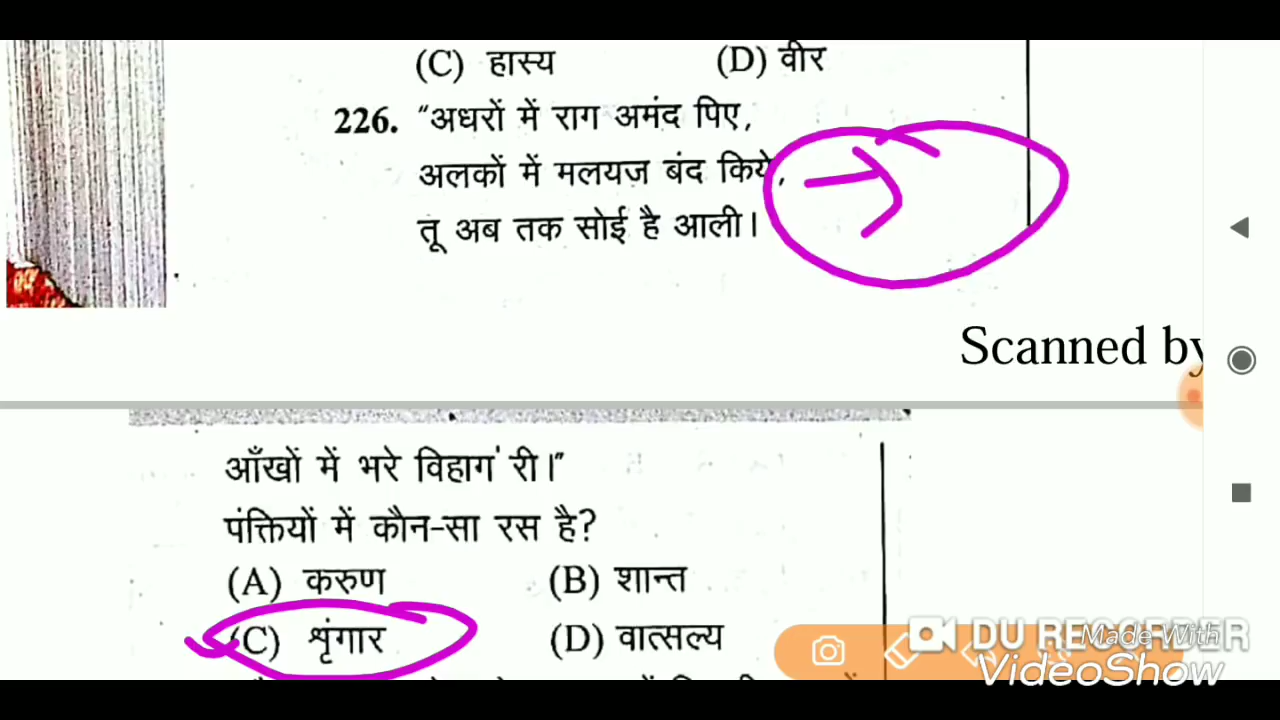 (C) हास्य (D) वीर
226. "अधरों में राग अमंद पिए,
अलकों में मलयज बंद किये,
तू अब तक सोई है आली।
Scanned by
आँखों में भरे विहाग री।"
पंक्तियों में कौन-सा रस है?
(A) करुण (B) शान्त
(C) शृंगार (D) वात्सल्य
DU RECORDER
Made With
VideoShow